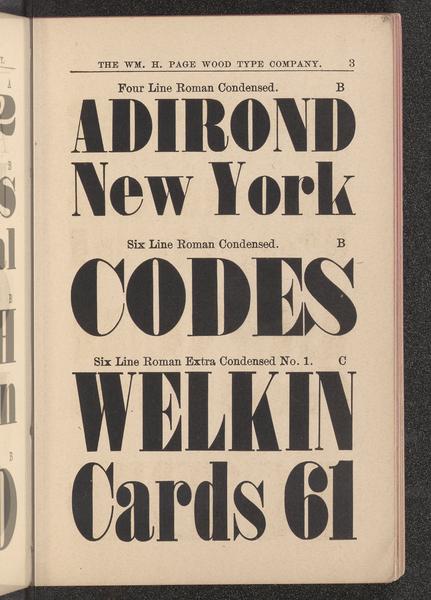 THE WM. H. PAGE WOOD TYPE COMPANY. 3
Four Line Roman Condensed. B
ADIROND
New York
Six Line Roman Condensed. B
CODES
Six Line Roman Extra Condensed No. 1. C
WELKIN
Cards 61